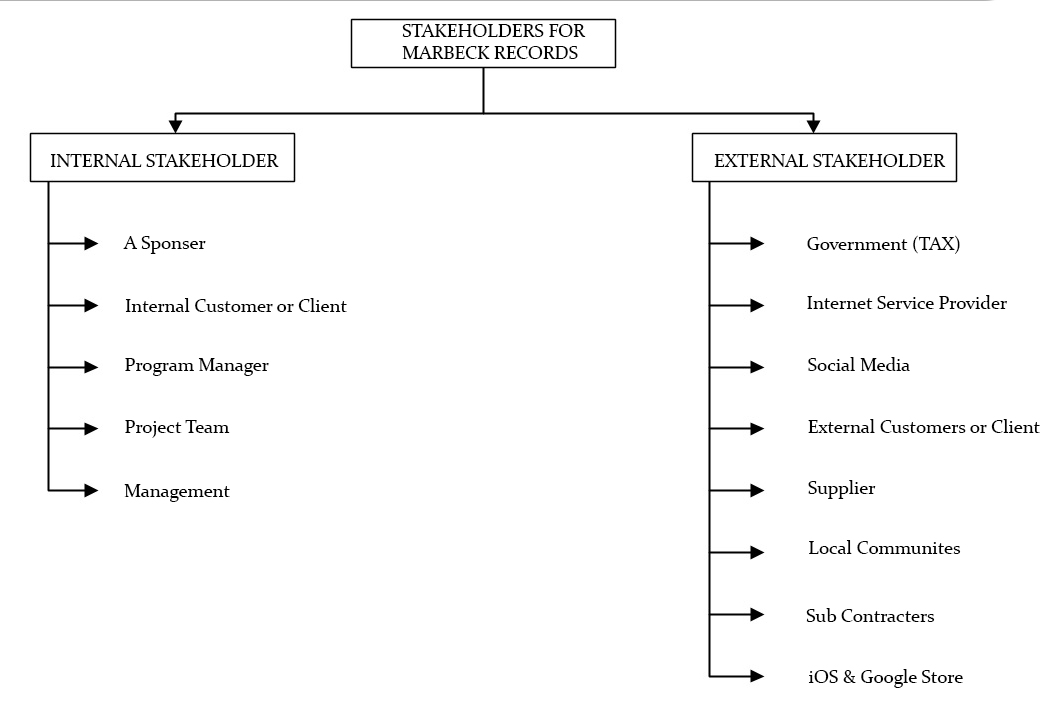 STAKEHOLDERS FOR
MARBECK RECORDS
INTERNAL STAKEHOLDER
A Sponser
Internal Customer or Client
Program Manager
Project Team
Management
EXTERNAL STAKEHOLDER
Government (TAX)
Internet Service Provider
Social Media
External Customers or Client
Supplier
Local Communites
Sub Contracters
iOS & Google Store